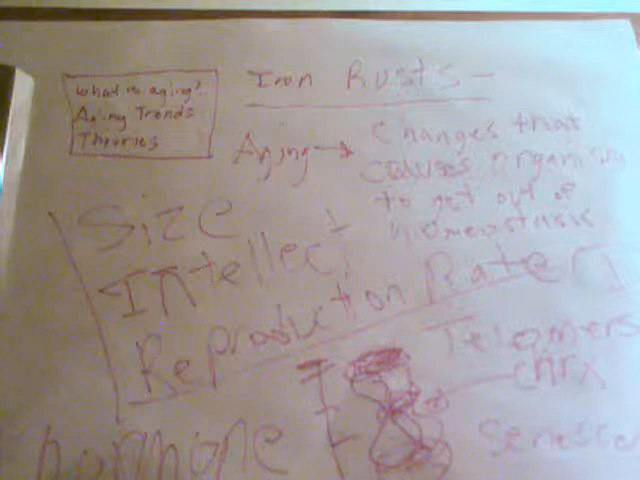 What is aging?
Aging Trends
Theories
Iron Rusts -
Aging → Changes that
causes organism
to get out of
homeostasis
Size
Intellect
Reproduction Rate
Telomers
hormone